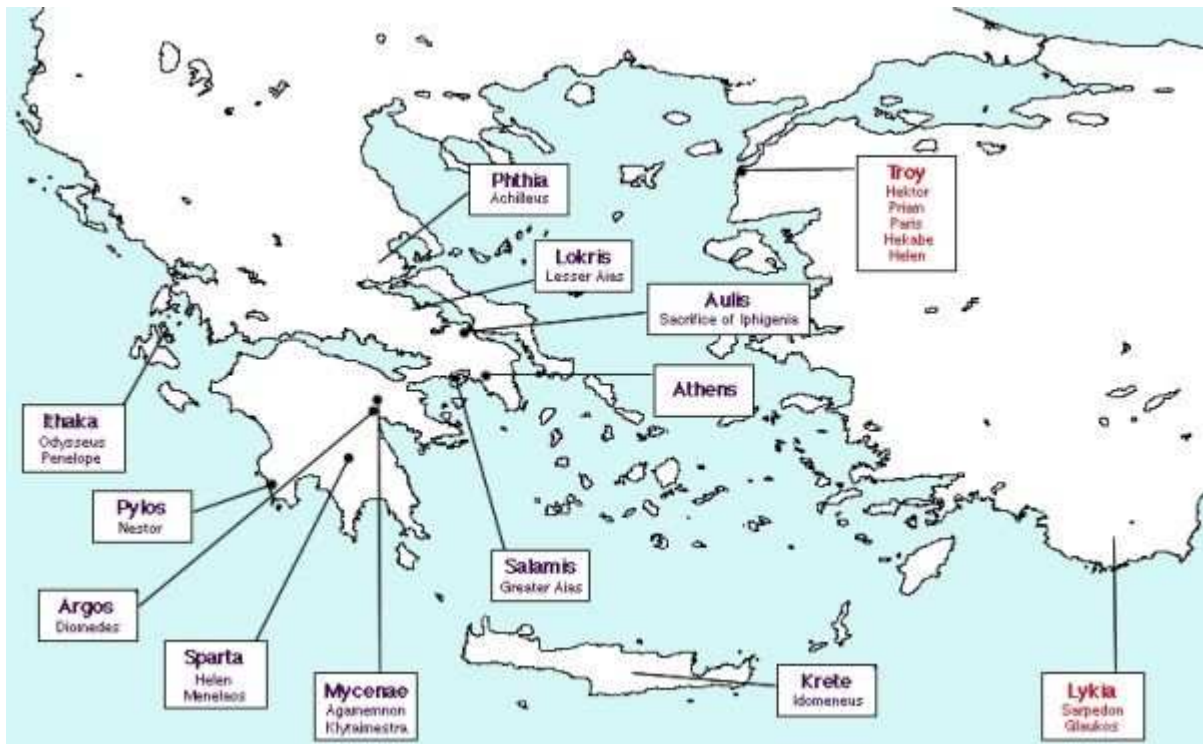 Phthia
Achilleus
Troy
Hektor
Priam
Paris
Hekabe
Helen
Lokris
Lesser Aias
Aulis
Sacrifice of Iphigenia
Athens
Ithaka
Odysseus
Penelope
Pylos
Nestor
Salamis
Greater Aias
Argos
Diomedes
Sparta
Helen
Menelaos
Mycenae
Agamemnon
Klytaimestra
Krete
Idomeneus
Lykia
Sarpedon
Glaukos